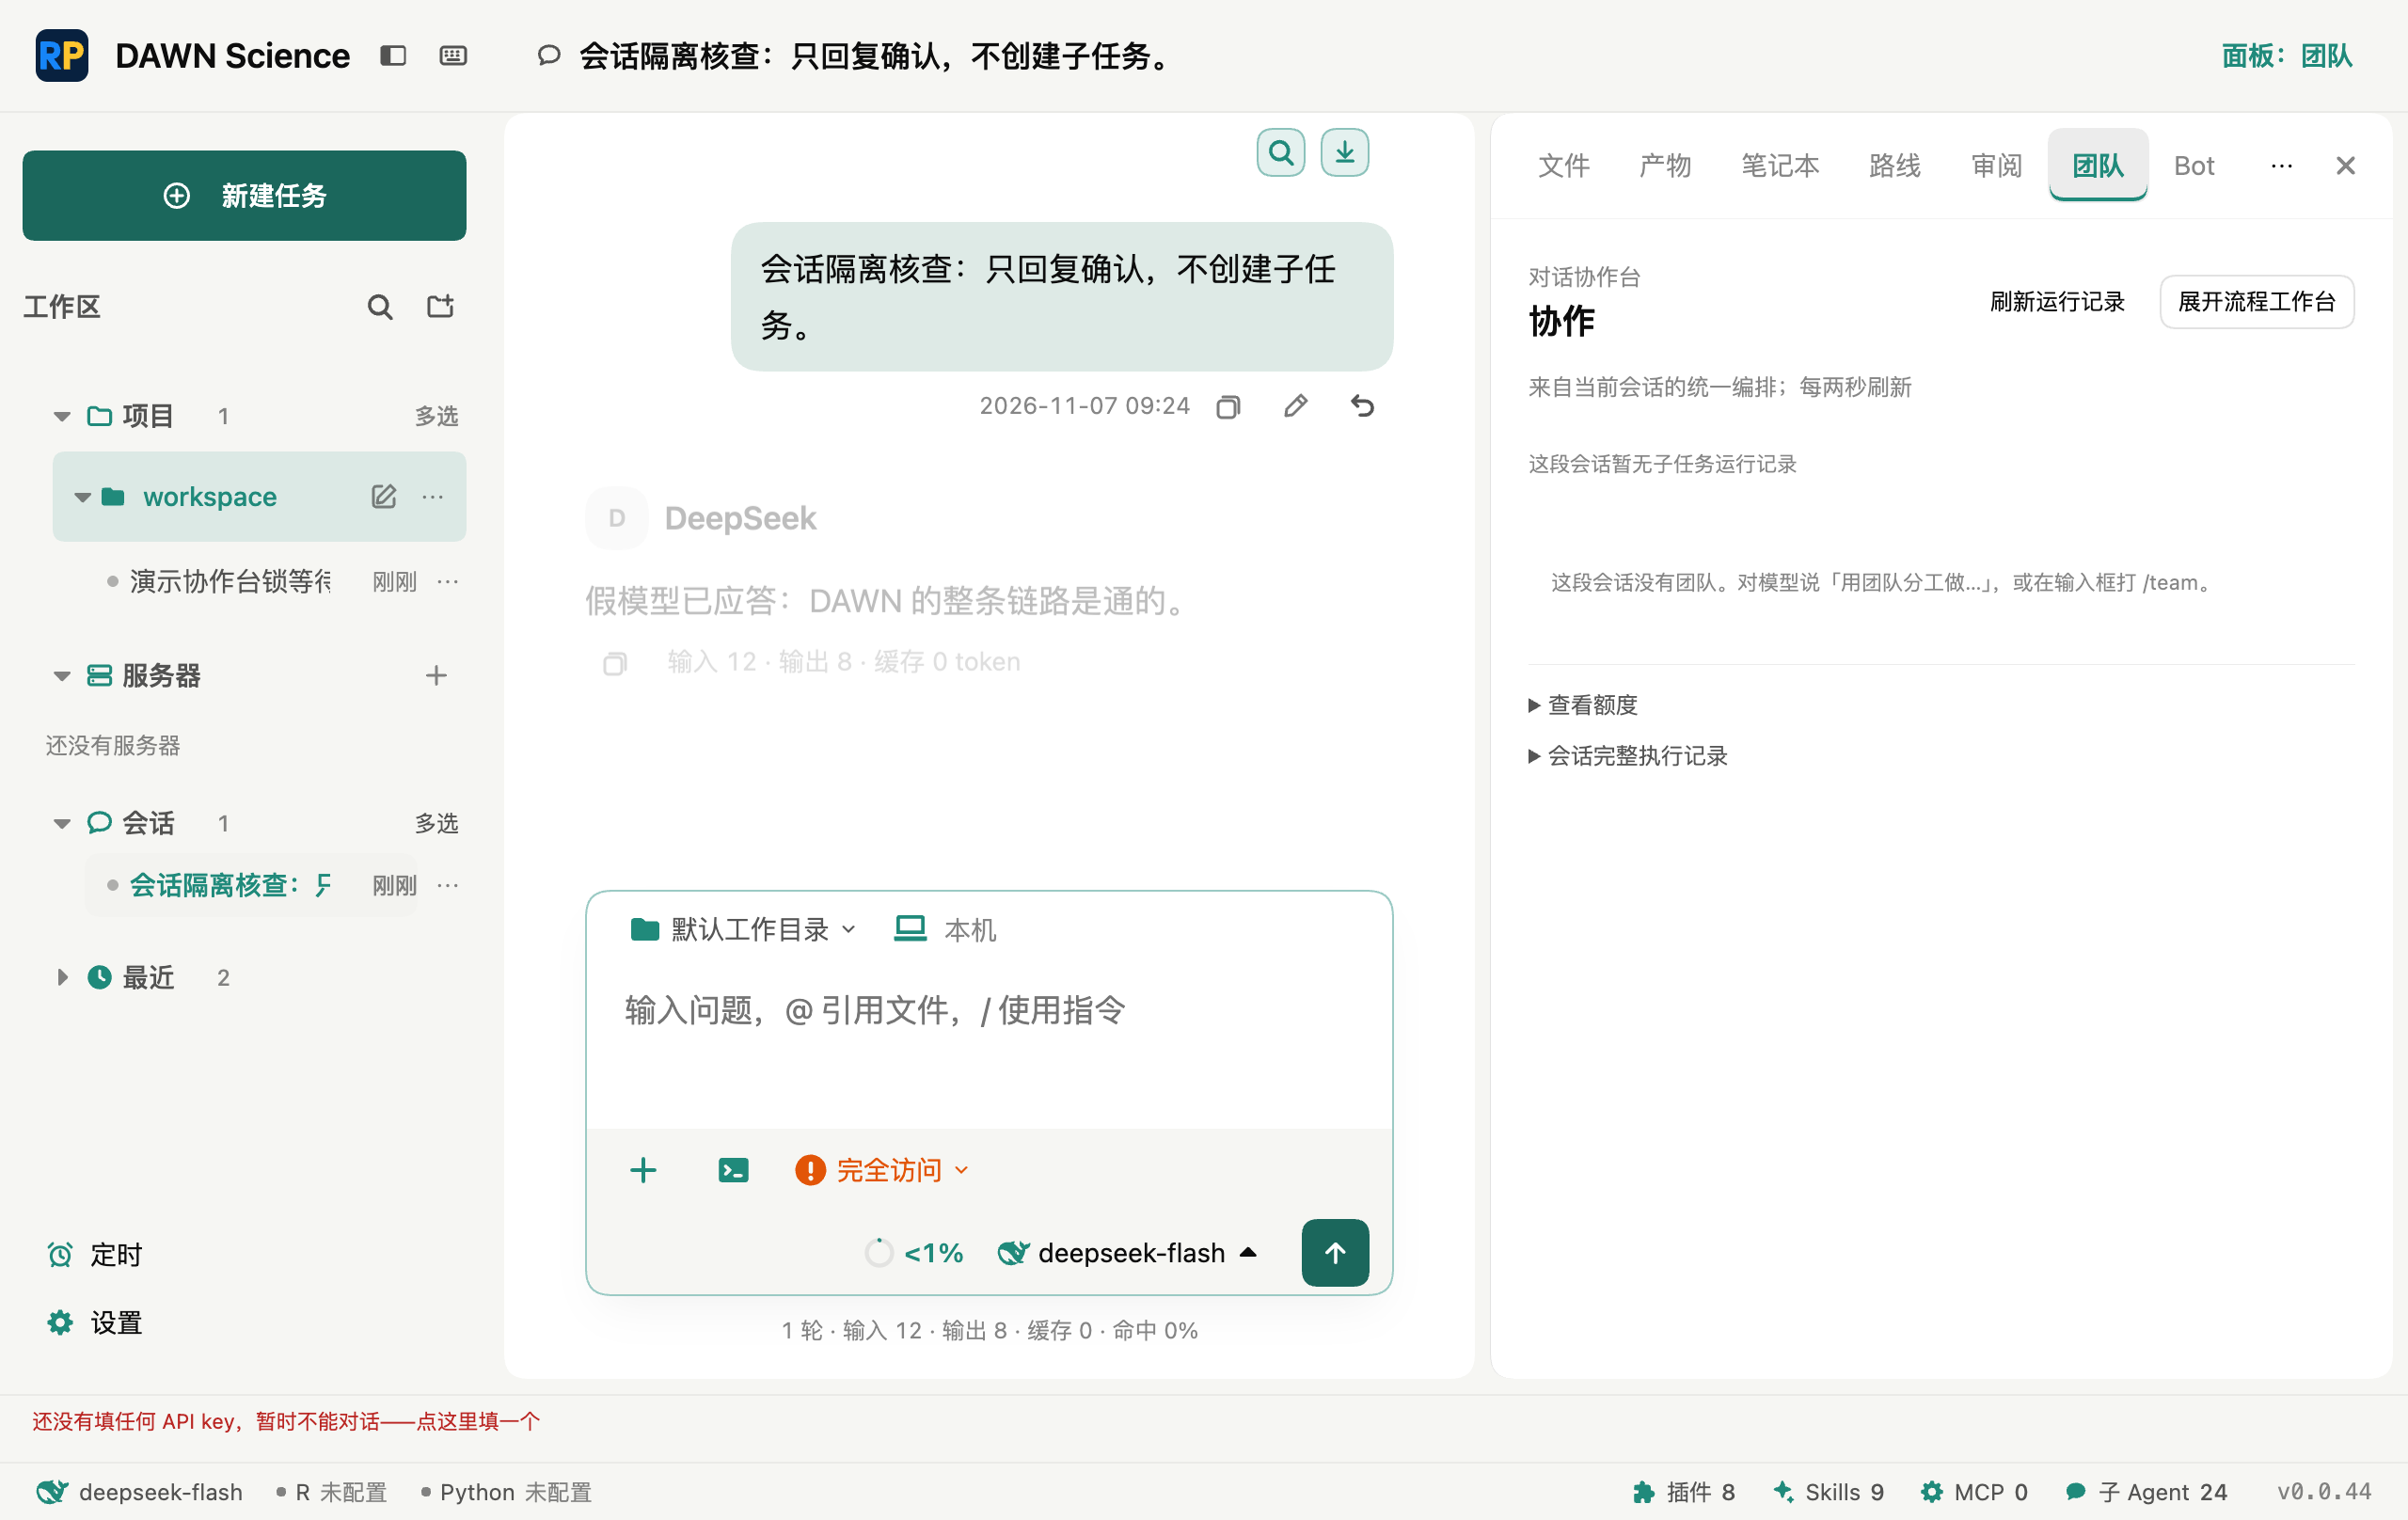 RP DAWN Science
会话隔离核查：只回复确认，不创建子任务。
面板：团队
新建任务
工作区
项目 1 多选
workspace
演示协作台锁等 刚刚
服务器
还没有服务器
会话 1 多选
会话隔离核查： 刚刚
最近 2
定时
设置
会话隔离核查：只回复确认，不创建子任
务。
2026-11-07 09:24
D DeepSeek
假模型已应答：DAWN 的整条链路是通的。
输入 12 · 输出 8 · 缓存 0 token
默认工作目录 本机
输入问题，@ 引用文件，/ 使用指令
完全访问
<1% deepseek-flash
1 轮 · 输入 12 · 输出 8 · 缓存 0 · 命中 0%
文件 产物 笔记本 路线 审阅 团队 Bot ···
对话协作台
协作
刷新运行记录 展开流程工作台
来自当前会话的统一编排；每两秒刷新
这段会话暂无子任务运行记录
这段会话没有团队。对模型说「用团队分工做…」，或在输入框打 /team。
查看额度
会话完整执行记录
还没有填任何 API key，暂时不能对话——点这里填一个
deepseek-flash R 未配置 Python 未配置
插件 8 Skills 9 MCP 0 子 Agent 24 v0.0.44